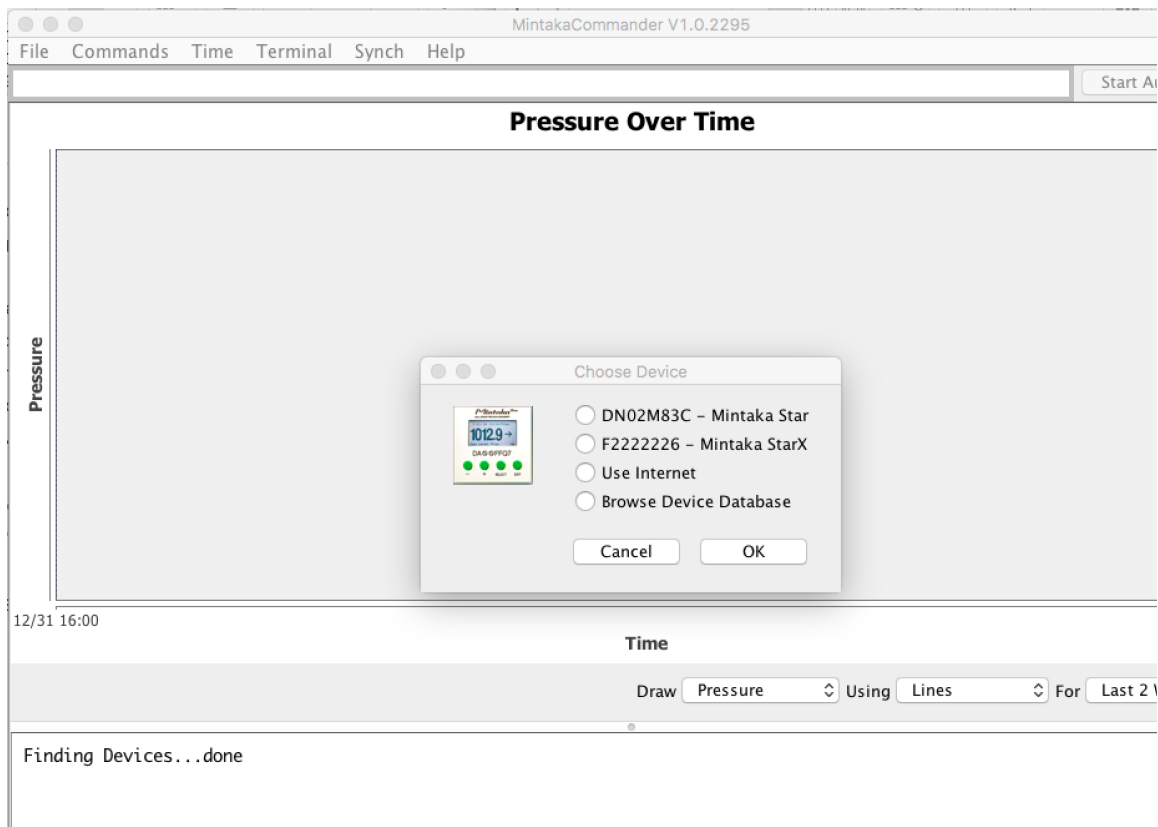 MintakaCommander V1.0.2295
File Commands Time Terminal Synch Help
Start Au
Pressure Over Time
Pressure
Choose Device
Mintaka
1012.9
DN02M83C – Mintaka Star
F2222226 – Mintaka StarX
Use Internet
Browse Device Database
Cancel OK
12/31 16:00
Time
Draw Pressure Using Lines For Last 2
Finding Devices...done